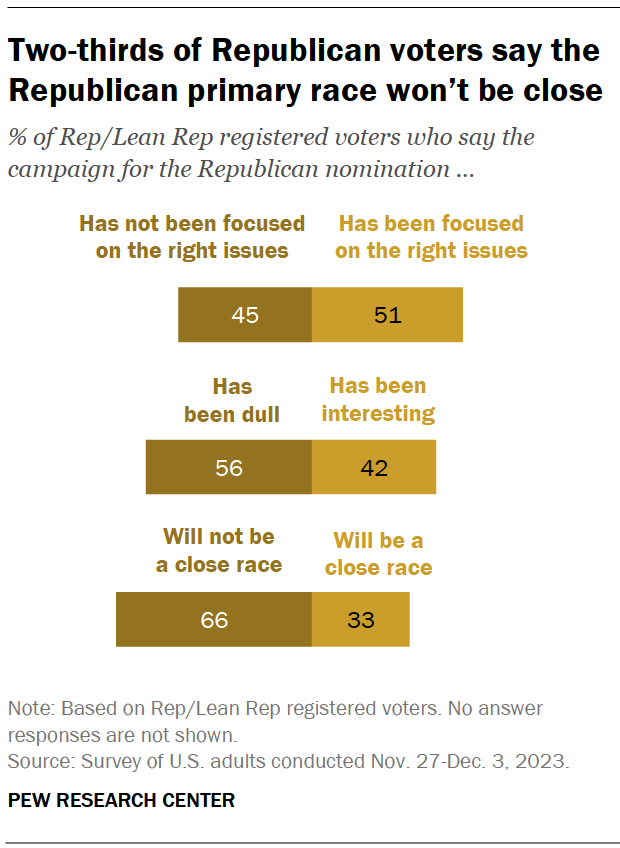 Two-thirds of Republican voters say the
Republican primary race won’t be close
% of Rep/Lean Rep registered voters who say the
campaign for the Republican nomination ...
Has not been focused
on the right issues
Has been focused
on the right issues
45 51
Has
been dull
Has been
interesting
56 42
Will not be
a close race
Will be a
close race
66 33
Note: Based on Rep/Lean Rep registered voters. No answer
responses are not shown.
Source: Survey of U.S. adults conducted Nov. 27-Dec. 3, 2023.
PEW RESEARCH CENTER